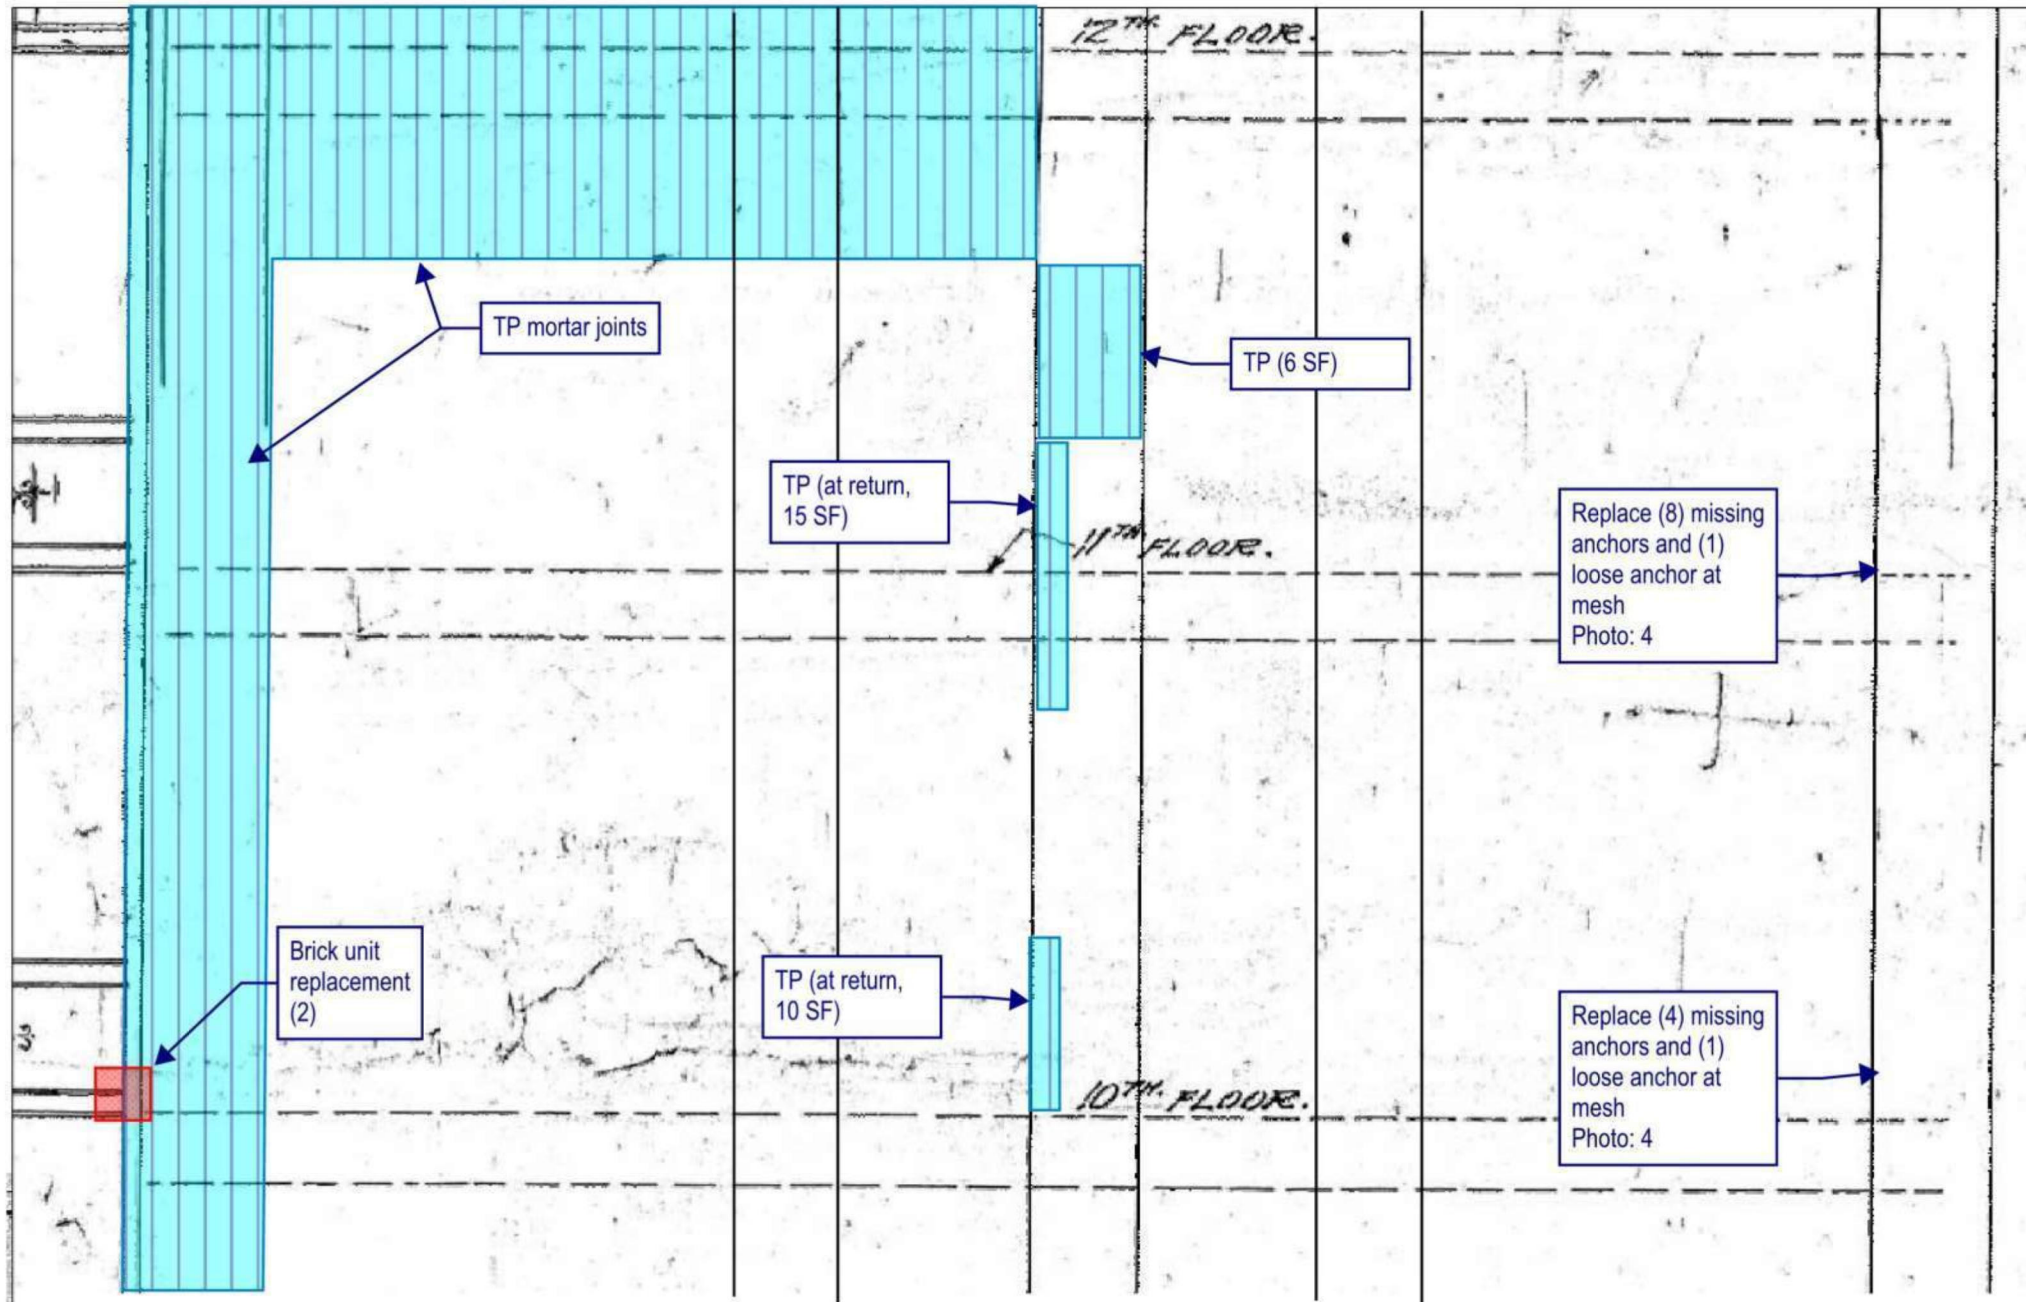 12TH. FLOOR.
TP mortar joints
TP (6 SF)
TP (at return,
15 SF)
11TH FLOOR.
Replace (8) missing
anchors and (1)
loose anchor at
mesh
Photo: 4
Brick unit
replacement
(2)
TP (at return,
10 SF)
10TH. FLOOR.
Replace (4) missing
anchors and (1)
loose anchor at
mesh
Photo: 4